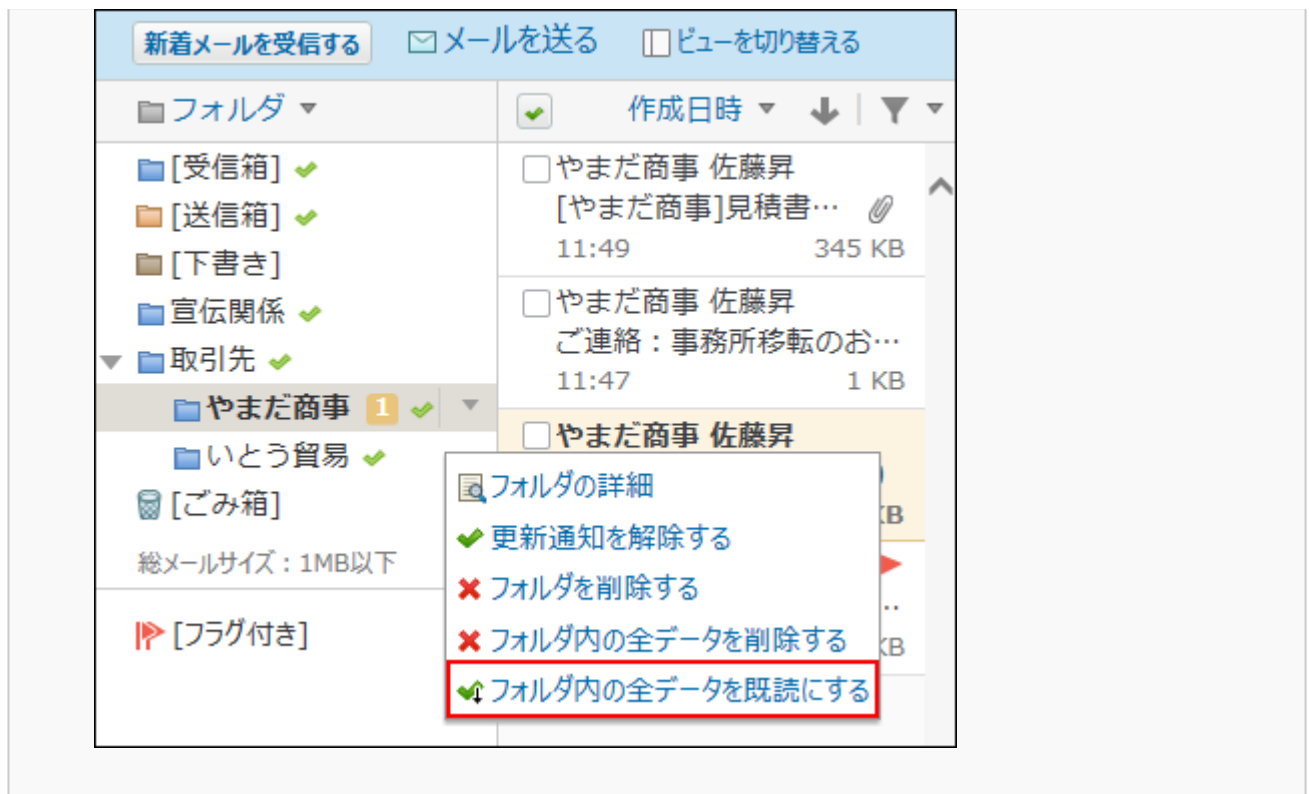 新着メールを受信する メールを送る ビューを切り替える
フォルダ 作成日時
[受信箱]
[送信箱]
[下書き]
宣伝関係
取引先
やまだ商事 1
いとう貿易
[ごみ箱]
総メールサイズ：1MB以下
[フラグ付き]
やまだ商事 佐藤昇
[やまだ商事]見積書…
11:49 345 KB
やまだ商事 佐藤昇
ご連絡：事務所移転のお…
11:47 1 KB
やまだ商事 佐藤昇
フォルダの詳細
更新通知を解除する
フォルダを削除する
フォルダ内の全データを削除する
フォルダ内の全データを既読にする